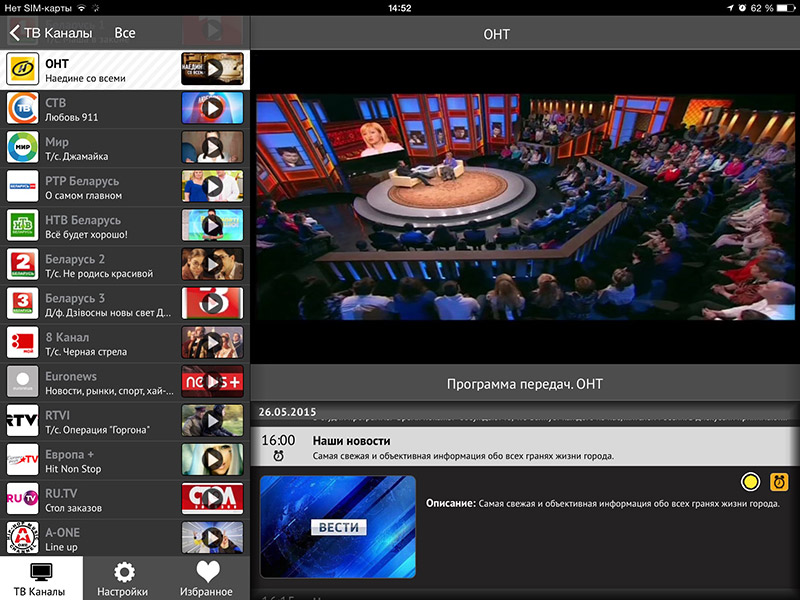 Нет SIM-карты
14:52
62 %
ТВ Каналы
Все
ОНТ
ОНТ
Наедине со всеми
НАЕДИНЕ СО ВСЕМИ
СТВ
Любовь 911
Мир
Т/с. Джамайка
РТР Беларусь
О самом главном
НТВ Беларусь
Всё будет хорошо!
Беларусь 2
Т/с. Не родись красивой
Беларусь 3
Д/ф. Дзівосны новы свет Д...
8 Канал
Т/с. Черная стрела
Euronews
Новости, рынки, спорт, хай-...
RTVI
Т/с. Операция "Горгона"
Европа +
Hit Non Stop
RU.TV
Стол заказов
A-ONE
Line up
ТВ Каналы
Настройки
Избранное
Программа передач. ОНТ
26.05.2015
16:00
Наши новости
Самая свежая и объективная информация обо всех гранях жизни города.
ВЕСТИ
Описание: Самая свежая и объективная информация обо всех гранях жизни города.